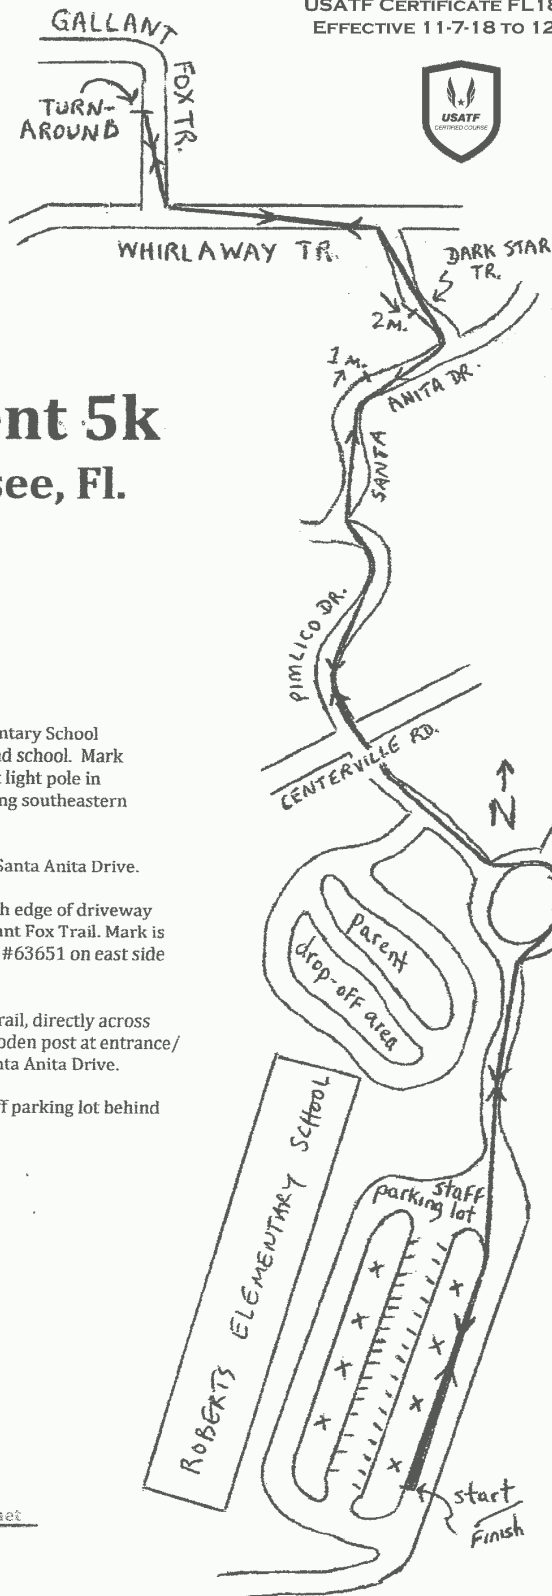 USATF CERTIFICATE FL18
EFFECTIVE 11-7-18 TO 12
GALLANT
FOX TR.
TURN-
AROUND
USATF
CERTIFIED COURSE
WHIRLAWAY TR.
DARK STAR
TR.
2 M.
1 M.
ANITA DR.
SANTA
ent 5k
see, Fl.
PIMLICO DR.
CENTERVILLE RD.
N
ntary School
nd school. Mark
t light pole in
ng southeastern
Santa Anita Drive.
h edge of driveway
ant Fox Trail. Mark is
#63651 on east side
rail, directly across
oden post at entrance/
nta Anita Drive.
ff parking lot behind
parent
drop-off area
ROBERTS ELEMENTARY SCHOOL
staff
parking lot
start
Finish